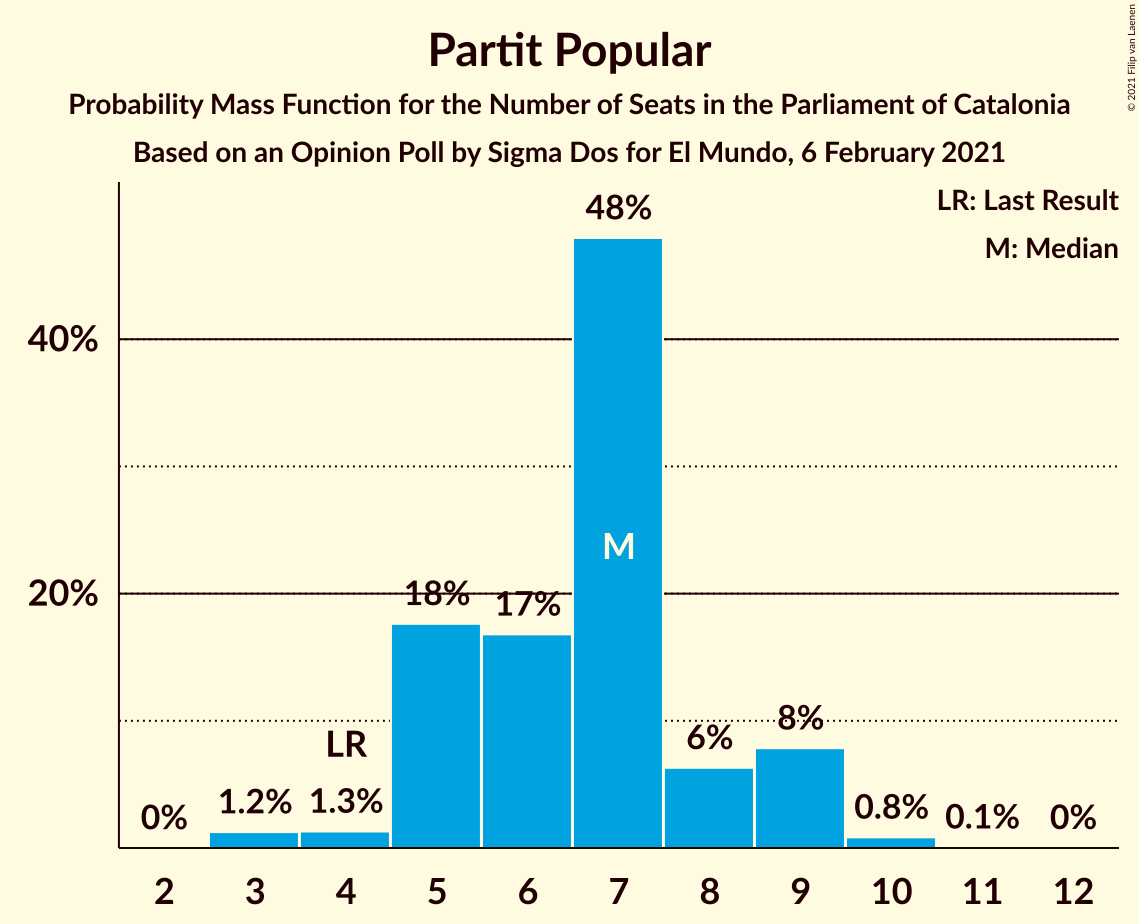 Partit Popular
Probability Mass Function for the Number of Seats in the Parliament of Catalonia
Based on an Opinion Poll by Sigma Dos for El Mundo, 6 February 2021
© 2021 Filip van Laenen
LR: Last Result
M: Median
48%
40%
M
20%
18%
17%
8%
6%
LR
0%
1.2%
1.3%
0.8%
0.1%
0%
2 3 4 5 6 7 8 9 10 11 12